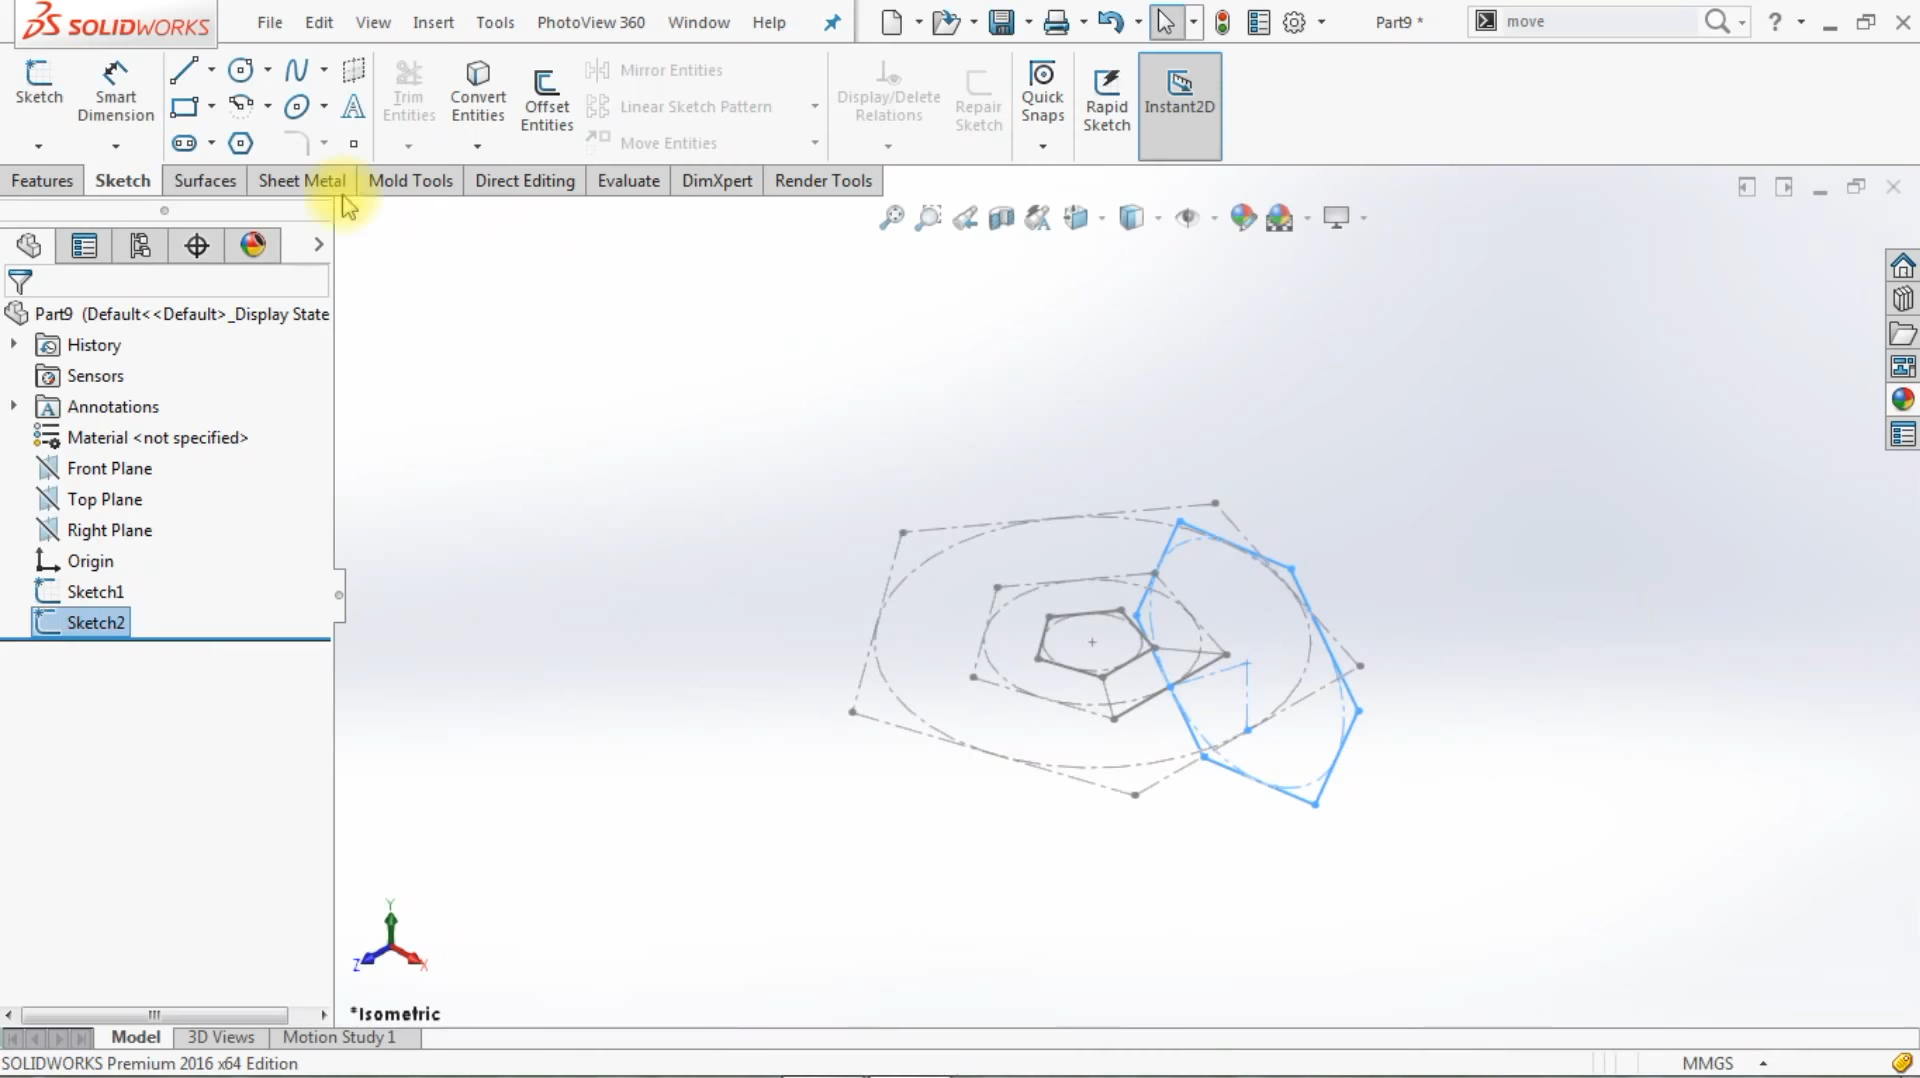 SOLIDWORKS File Edit View Insert Tools PhotoView 360 Window Help Part9 * move ?
Sketch Smart Dimension Trim Entities Convert Entities Offset Entities Mirror Entities Linear Sketch Pattern Move Entities Display/Delete Relations Repair Sketch Quick Snaps Rapid Sketch Instant2D
Features Sketch Surfaces Sheet Metal Mold Tools Direct Editing Evaluate DimXpert Render Tools
Part9 (Default<<Default>_Display State
History
Sensors
Annotations
Material <not specified>
Front Plane
Top Plane
Right Plane
Origin
Sketch1
Sketch2
Y
Z X
*Isometric
Model 3D Views Motion Study 1
SOLIDWORKS Premium 2016 x64 Edition MMGS